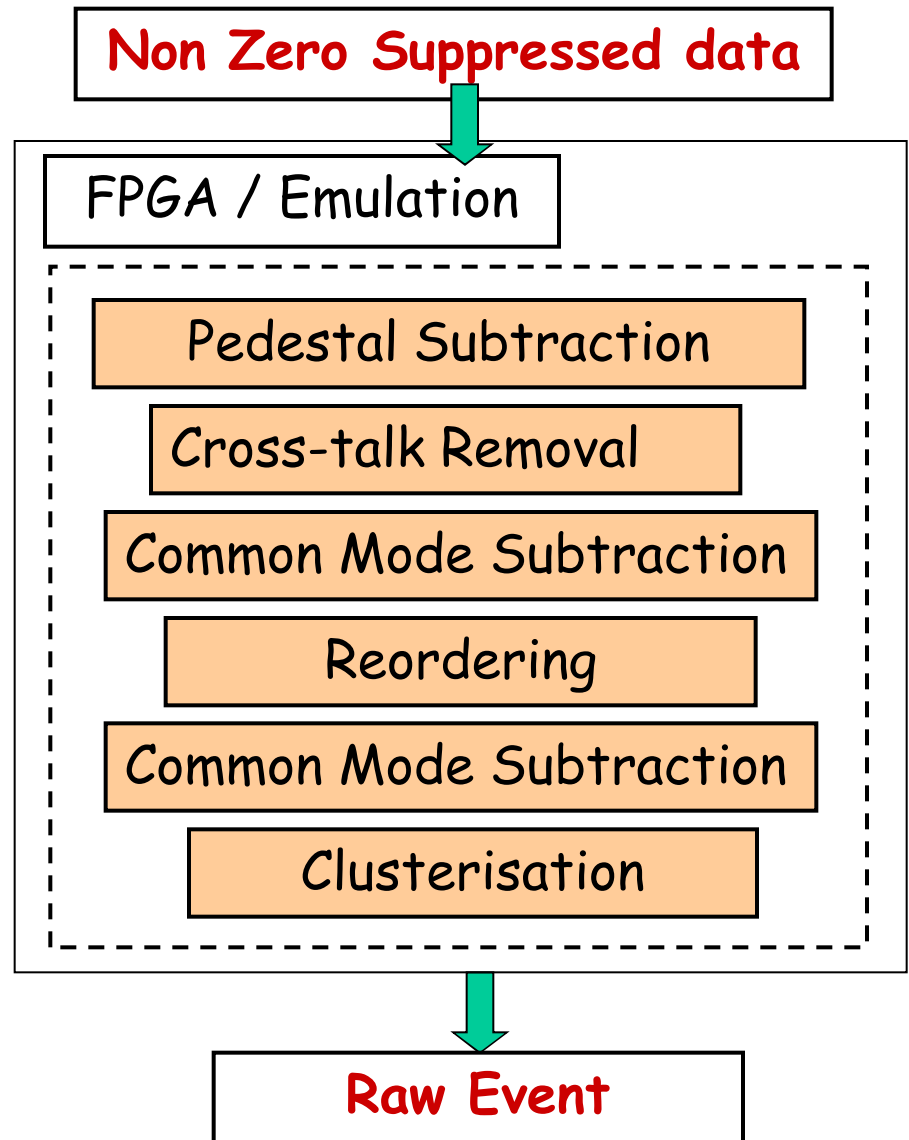 Non Zero Suppressed data
FPGA / Emulation
Pedestal Subtraction
Cross-talk Removal
Common Mode Subtraction
Reordering
Common Mode Subtraction
Clusterisation
Raw Event